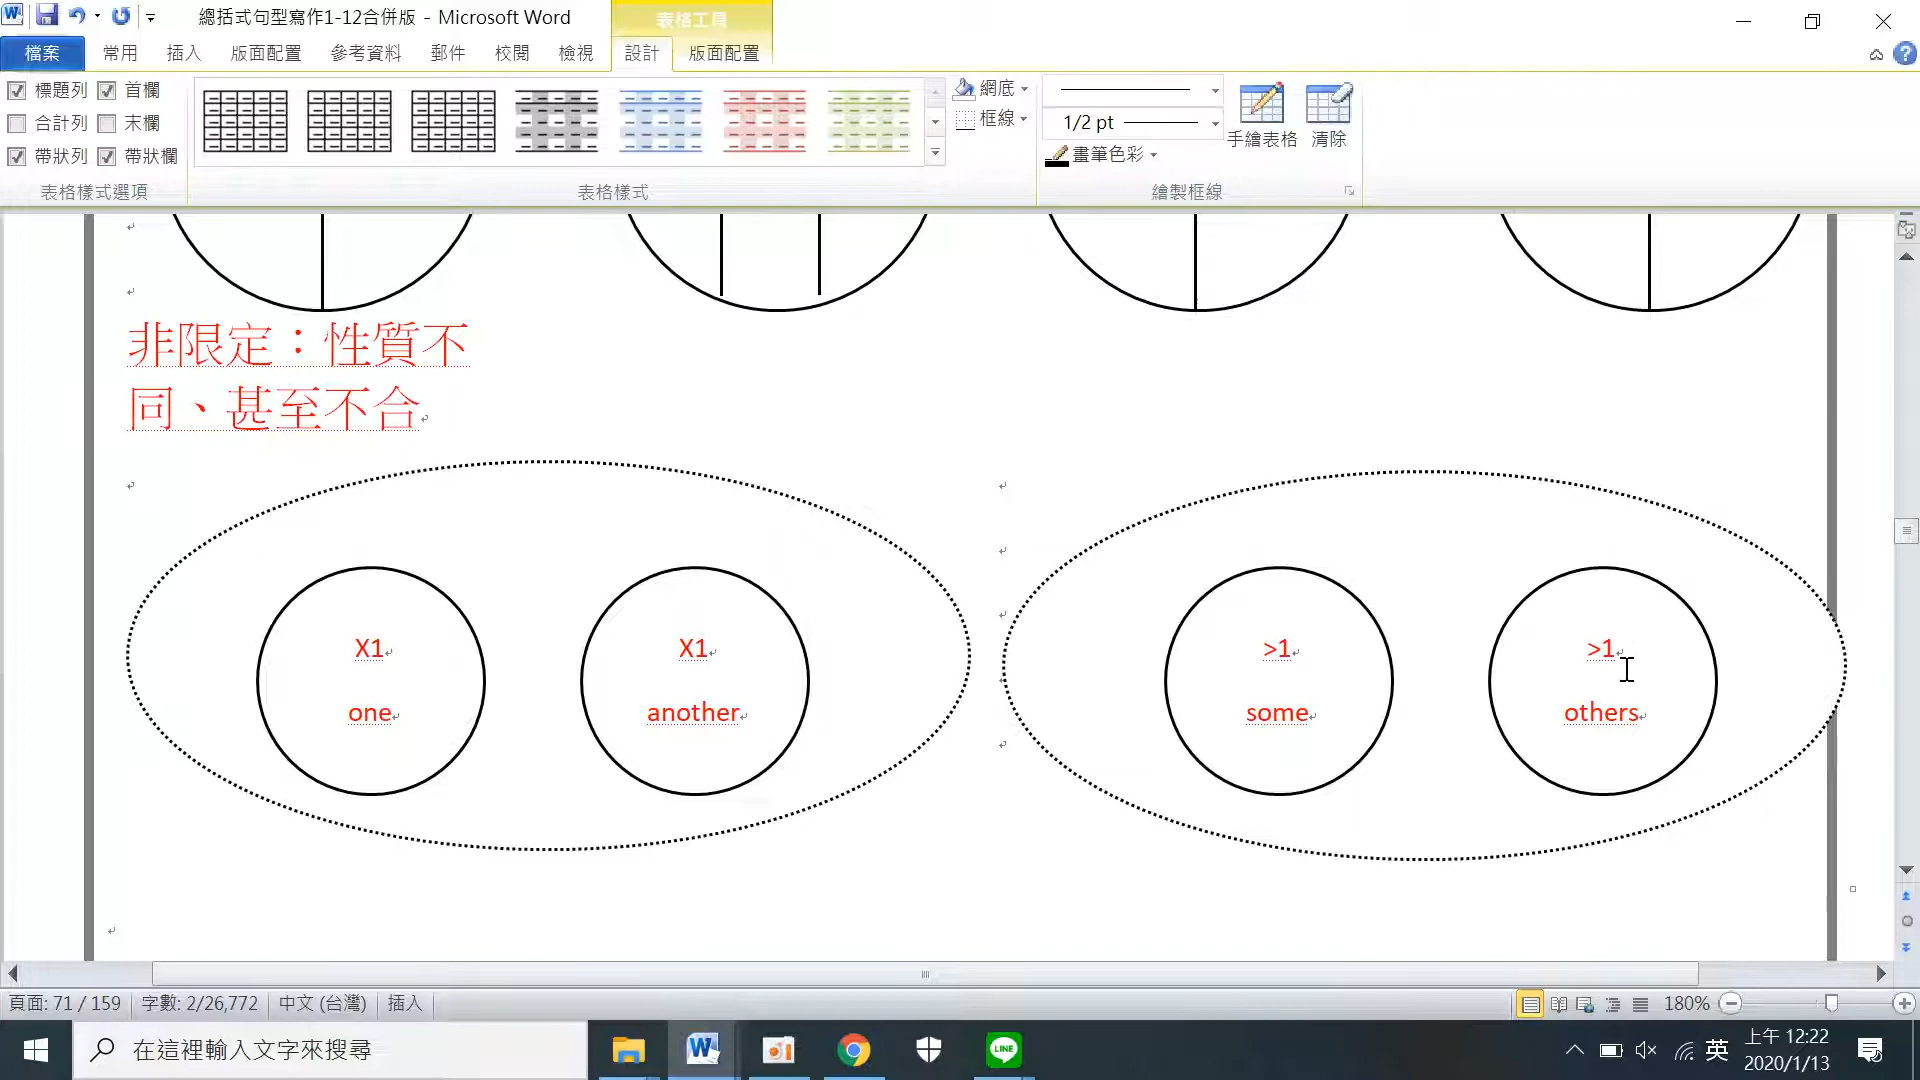 總括式句型寫作1-12合併版 - Microsoft Word
表格工具
檔案 常用 插入 版面配置 參考資料 郵件 校閱 檢視 設計 版面配置
標題列 首欄
合計列 末欄
帶狀列 帶狀欄
表格樣式選項
表格樣式
網底
框線
1/2 pt
畫筆色彩
手繪表格 清除
繪製框線
非限定：性質不
同、甚至不合
X1
one
X1
another
>1
some
>1
others
頁面: 71 / 159 字數: 2/26,772 中文 (台灣) 插入 180%
在這裡輸入文字來搜尋
LINE
英
上午 12:22
2020/1/13